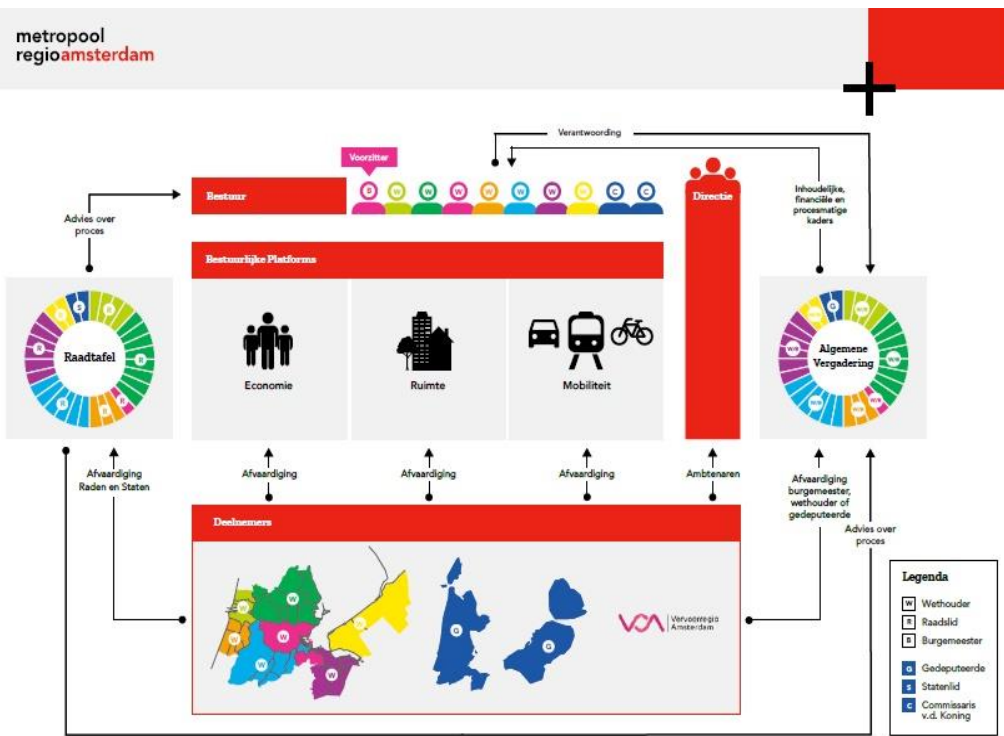 metropool
regioamsterdam
Verantwoording
Voorzitter
Bestuur
B W W W W W W W C C
Directie
Inhoudelijke,
financiële en
procesmatige
kaders
Advies over
proces
Bestuurlijke Platforms
Economie
Ruimte
Mobiliteit
Raadtafel
R S R R R R R R
Algemene
Vergadering
W/B G W/B W/B W/B W/B W/B W/B
Afvaardiging
Raden en Staten
Afvaardiging
Afvaardiging
Afvaardiging
Ambtenaren
Afvaardiging
burgemeester,
wethouder of
gedeputeerde
Advies over
proces
Deelnemers
W W W W W W W
G
G
VOA
Vervoerregio
Amsterdam
Legenda
W Wethouder
R Raadslid
B Burgemeester
G Gedeputeerde
S Statenlid
C Commissaris
v.d. Koning